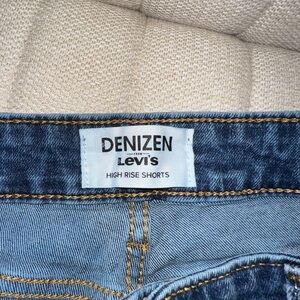 DENIZEN
FROM
Levi's
HIGH RISE SHORTS